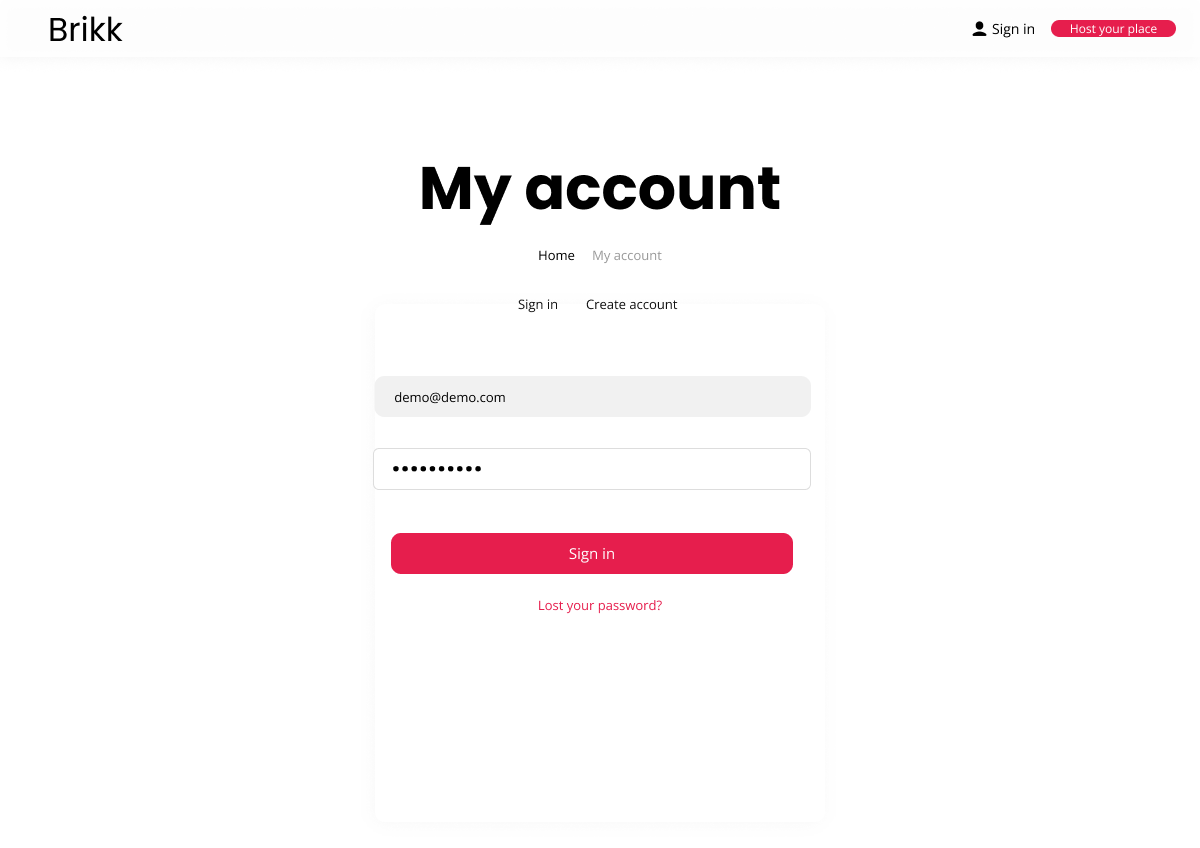 Brikk
Sign in
Host your place
My account
Home My account
Sign in Create account
demo@demo.com
••••••••••
Sign in
Lost your password?